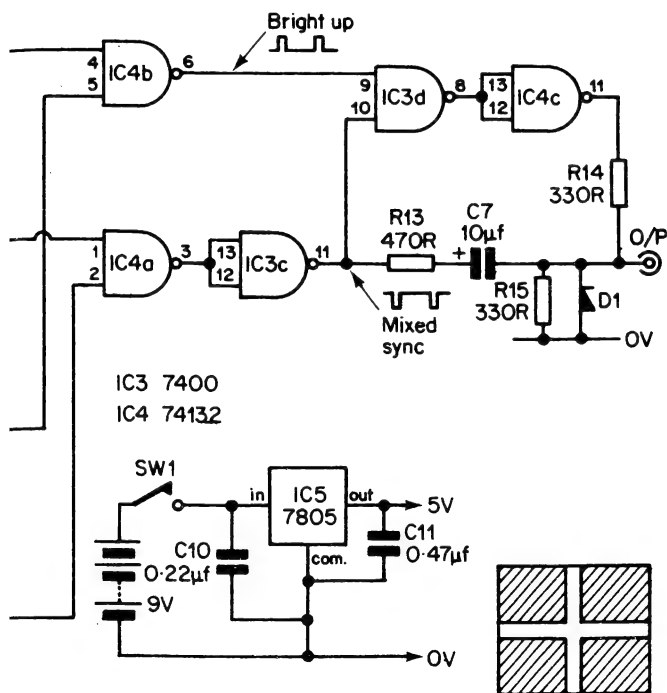 Bright up
4
5
IC4b
6
9
10
IC3d
8
13
12
IC4c
11
R14
330R
1
2
IC4a
3
13
12
IC3c
11
R13
470R
C7
+
10µf
O/P
R15
330R
D1
0V
Mixed
sync
IC3 7400
IC4 74132
SW1
in
IC5
7805
out
5V
com.
C10
0·22µf
C11
0·47µf
9V
0V